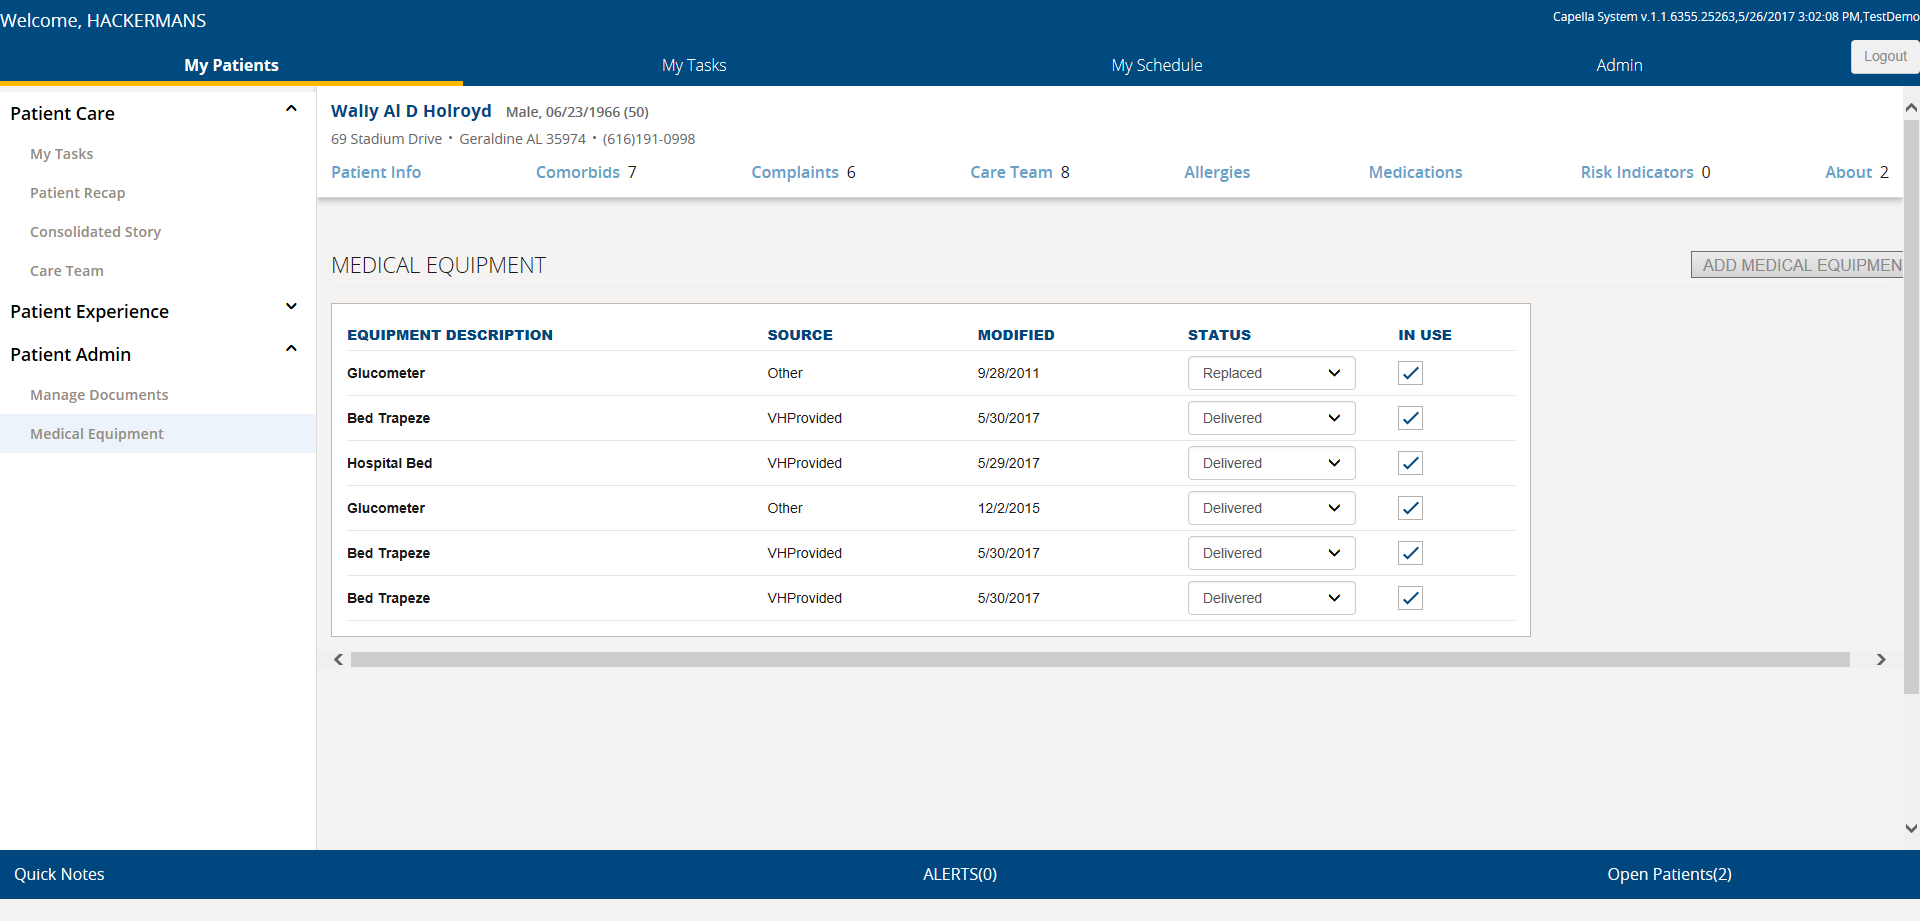 Welcome, HACKERMANS
Capella System v.1.1.6355.25263,5/26/2017 3:02:08 PM,TestDemo
My Patients My Tasks My Schedule Admin Logout
Patient Care
My Tasks
Patient Recap
Consolidated Story
Care Team
Patient Experience
Patient Admin
Manage Documents
Medical Equipment
Wally Al D Holroyd Male, 06/23/1966 (50)
69 Stadium Drive • Geraldine AL 35974 • (616)191-0998
Patient Info Comorbids 7 Complaints 6 Care Team 8 Allergies Medications Risk Indicators 0 About 2
MEDICAL EQUIPMENT ADD MEDICAL EQUIPMEN
EQUIPMENT DESCRIPTION SOURCE MODIFIED STATUS IN USE
Glucometer Other 9/28/2011 Replaced
Bed Trapeze VHProvided 5/30/2017 Delivered
Hospital Bed VHProvided 5/29/2017 Delivered
Glucometer Other 12/2/2015 Delivered
Bed Trapeze VHProvided 5/30/2017 Delivered
Bed Trapeze VHProvided 5/30/2017 Delivered
Quick Notes ALERTS(0) Open Patients(2)